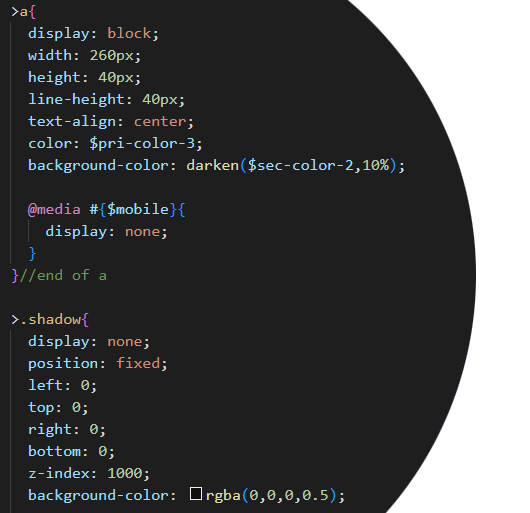 >a{
display: block;
width: 260px;
height: 40px;
line-height: 40px;
text-align: center;
color: $pri-color-3;
background-color: darken($sec-color-2,10%);
@media #{$mobile}{
display: none;
}
}//end of a
>.shadow{
display: none;
position: fixed;
left: 0;
top: 0;
right: 0;
bottom: 0;
z-index: 1000;
background-color: rgba(0,0,0,0.5);